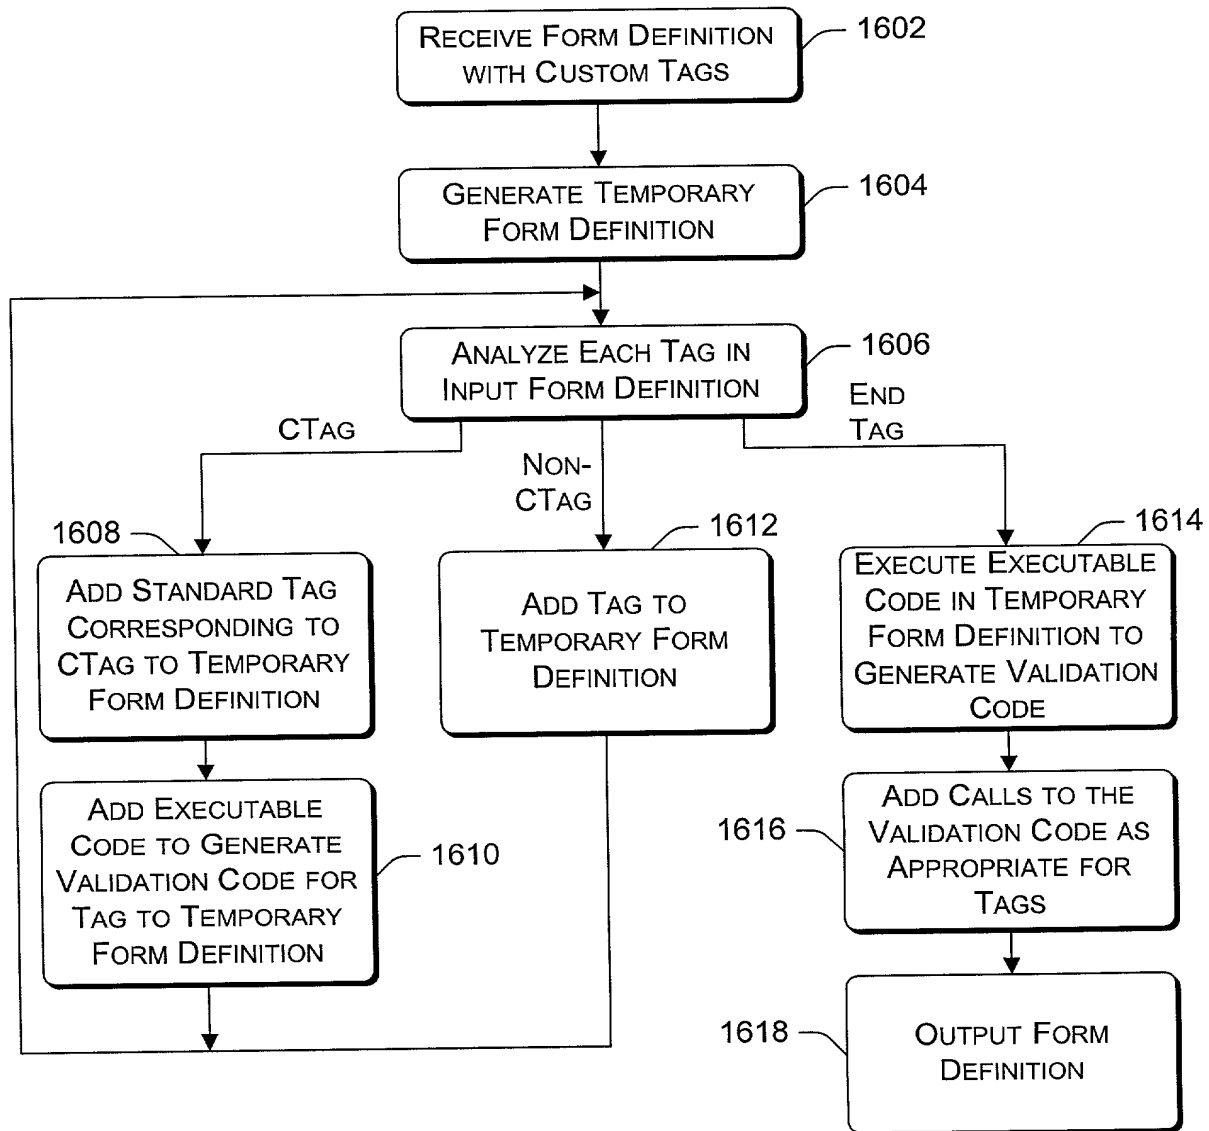 RECEIVE FORM DEFINITION
WITH CUSTOM TAGS
1602
GENERATE TEMPORARY
FORM DEFINITION
1604
ANALYZE EACH TAG IN
INPUT FORM DEFINITION
1606
CTAG
NON-
CTAG
END
TAG
1608
ADD STANDARD TAG
CORRESPONDING TO
CTAG TO TEMPORARY
FORM DEFINITION
1612
ADD TAG TO
TEMPORARY FORM
DEFINITION
1614
EXECUTE EXECUTABLE
CODE IN TEMPORARY
FORM DEFINITION TO
GENERATE VALIDATION
CODE
ADD EXECUTABLE
CODE TO GENERATE
VALIDATION CODE FOR
TAG TO TEMPORARY
FORM DEFINITION
1610
1616
ADD CALLS TO THE
VALIDATION CODE AS
APPROPRIATE FOR
TAGS
1618
OUTPUT FORM
DEFINITION